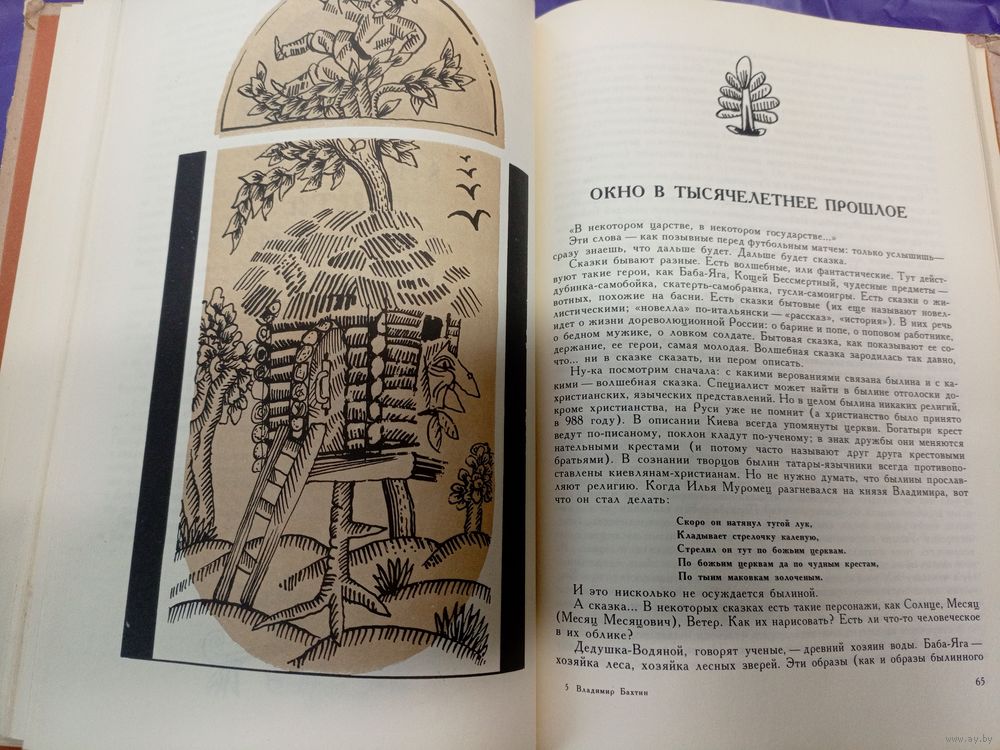 ОКНО В ТЫСЯЧЕЛЕТНЕЕ ПРОШЛОЕ
«В некотором царстве, в некотором государстве...»
Эти слова — как позывные перед футбольным матчем: только услышишь —
сразу знаешь, что дальше будет. Дальше будет сказка.
Сказки бывают разные. Есть волшебные, или фантастические. Тут дейст-
вуют такие герои, как Баба-Яга, Кощей Бессмертный, чудесные предметы —
дубинка-самобойка, скатерть-самобранка, гусли-самоигры. Есть сказки о жи-
вотных, похожие на басни. Есть сказки бытовые (их еще называют новел-
листическими; «новелла» по-итальянски — «рассказ», «история»). В них речь
идет о жизни дореволюционной России: о барине и попе, о поповом работнике,
о бедном мужике, о ловком солдате. Бытовая сказка, как показывают ее со-
держание, ее герои, самая молодая. Волшебная сказка зародилась так давно,
что... ни в сказке сказать, ни пером описать.
Ну-ка посмотрим сначала: с какими верованиями связана былина и с ка-
кими — волшебная сказка. Специалист может найти в былине отголоски до-
христианских, языческих представлений. Но в целом былина никаких религий,
кроме христианства, на Руси уже не помнит (а христианство было принято
в 988 году). В описании Киева всегда упомянуты церкви. Богатыри крест
ведут по-писаному, поклон кладут по-ученому; в знак дружбы они меняются
нательными крестами (и потому часто называют друг друга крестовыми
братьями). В сознании творцов былин татары-язычники всегда противопо-
ставлены киевлянам-христианам. Но не нужно думать, что былины прослав-
ляют религию. Когда Илья Муромец разгневался на князя Владимира, вот
что он стал делать:
Скоро он натянул тугой лук,
Кладывает стрелочку каленую,
Стрелил он тут по божьим церквам.
По божьим церквам да по чудным крестам,
По тыим маковкам золоченым.
И это нисколько не осуждается былиной.
А сказка... В некоторых сказках есть такие персонажи, как Солнце, Месяц
(Месяц Месяцович), Ветер. Как их нарисовать? Есть ли что-то человеческое
в их облике?
Дедушка-Водяной, говорят ученые, — древний хозяин воды. Баба-Яга —
хозяйка леса, хозяйка лесных зверей. Эти образы (как и образы былинного
5 Владимир Бахтин
65
www.ay.by